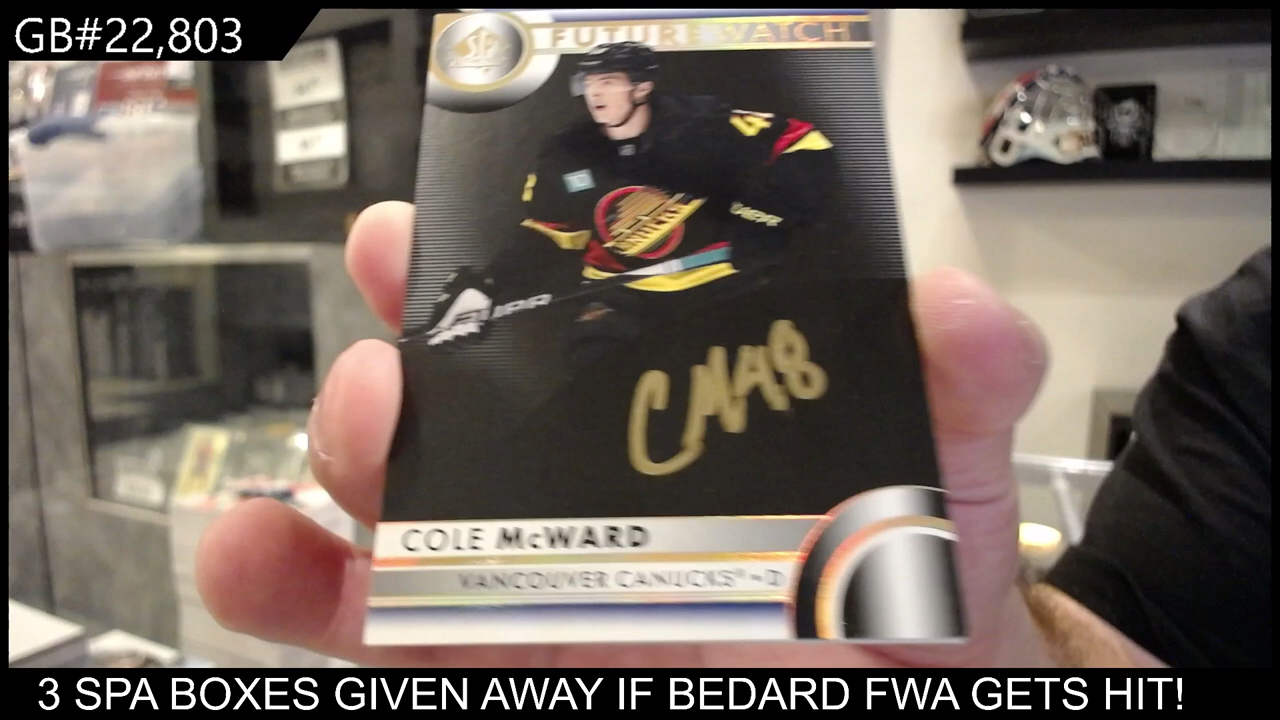 GB#22,803
SP
FUTURE WATCH
CM48
COLE McWARD
VANCOUVER CANUCKS® - D
3 SPA BOXES GIVEN AWAY IF BEDARD FWA GETS HIT!